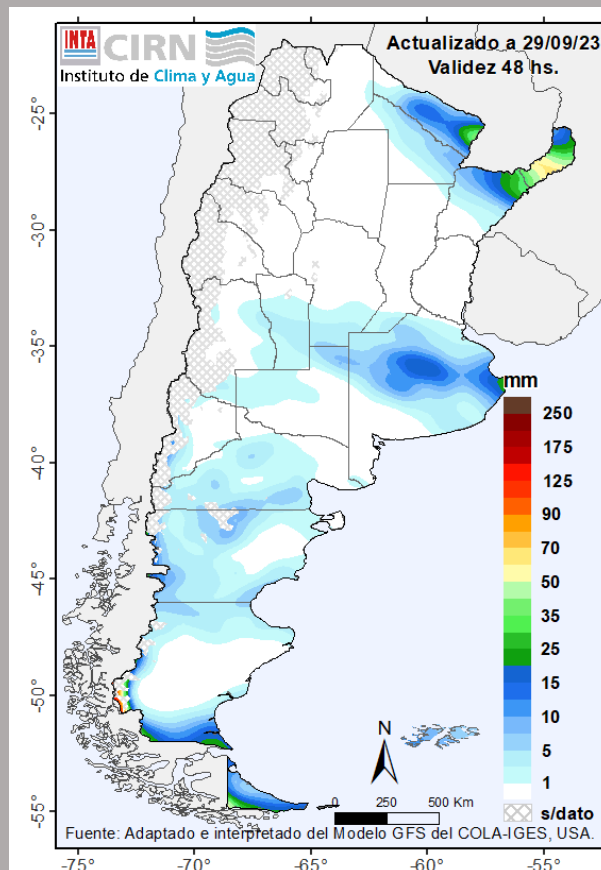 INTA CIRN
Instituto de Clima y Agua
Actualizado a 29/09/23
Validez 48 hs.
-25°
-30°
-35°
-40°
-45°
-50°
-55°
mm
250
175
125
90
70
50
35
25
15
10
5
1
s/dato
N
0 250 500 Km
Fuente: Adaptado e interpretado del Modelo GFS del COLA-IGES, USA.
-75° -70° -65° -60° -55°